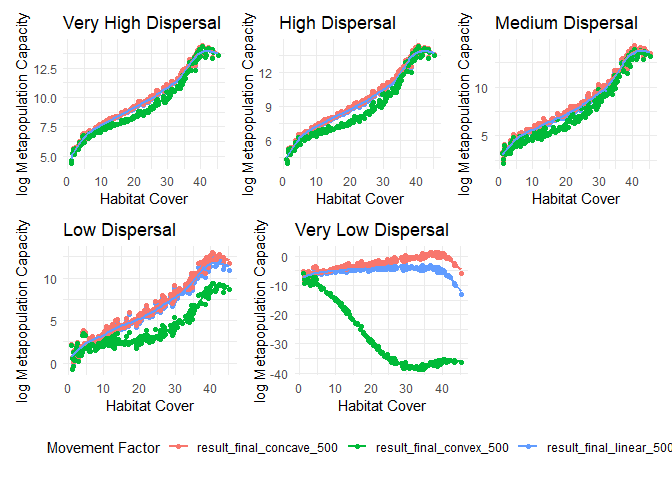 Very High Dispersal
High Dispersal
Medium Dispersal
log Metapopulation Capacity
12.5
10.0
7.5
5.0
0 10 20 30 40
Habitat Cover
log Metapopulation Capacity
12
9
6
0 10 20 30 40
Habitat Cover
log Metapopulation Capacity
10
5
0 10 20 30 40
Habitat Cover
Low Dispersal
Very Low Dispersal
log Metapopulation Capacity
10
5
0
0 10 20 30 40
Habitat Cover
log Metapopulation Capacity
0
-10
-20
-30
-40
0 10 20 30 40
Habitat Cover
Movement Factor result_final_concave_500 result_final_convex_500 result_final_linear_500